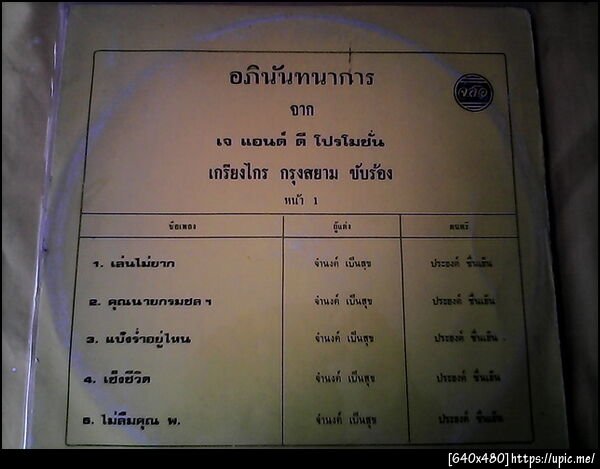 อภินันทนาการ
จาก
เจ แอนด์ ดี โปรโมชั่น
เกรียงไกร กรุงสยาม ขับร้อง
หน้า 1
ชื่อเพลง ผู้แต่ง ดนตรี
1. เล่นไม่ยาก จำนงค์ เป็นสุข ประยงค์ ชื่นเย็น
2. คุณนายกรมชล ฯ จำนงค์ เป็นสุข ประยงค์ ชื่นเย็น
3. แบ็งร่ำอยู่ไหน จำนงค์ เป็นสุข ประยงค์ ชื่นเย็น
4. เฮ็งชีวิต จำนงค์ เป็นสุข ประยงค์ ชื่นเย็น
5. ไม่ลืมคุณ พ. จำนงค์ เป็นสุข ประยงค์ ชื่นเย็น
[640x480]https://upic.me/